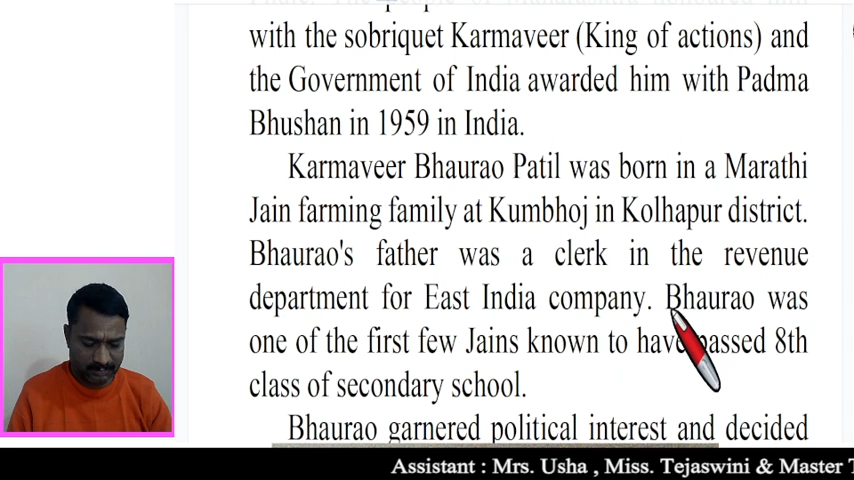 with the sobriquet Karmaveer (King of actions) and
the Government of India awarded him with Padma
Bhushan in 1959 in India.
Karmaveer Bhaurao Patil was born in a Marathi
Jain farming family at Kumbhoj in Kolhapur district.
Bhaurao's father was a clerk in the revenue
department for East India company. Bhaurao was
one of the first few Jains known to have passed 8th
class of secondary school.
Bhaurao garnered political interest and decided
Assistant : Mrs. Usha , Miss. Tejaswini & Master T